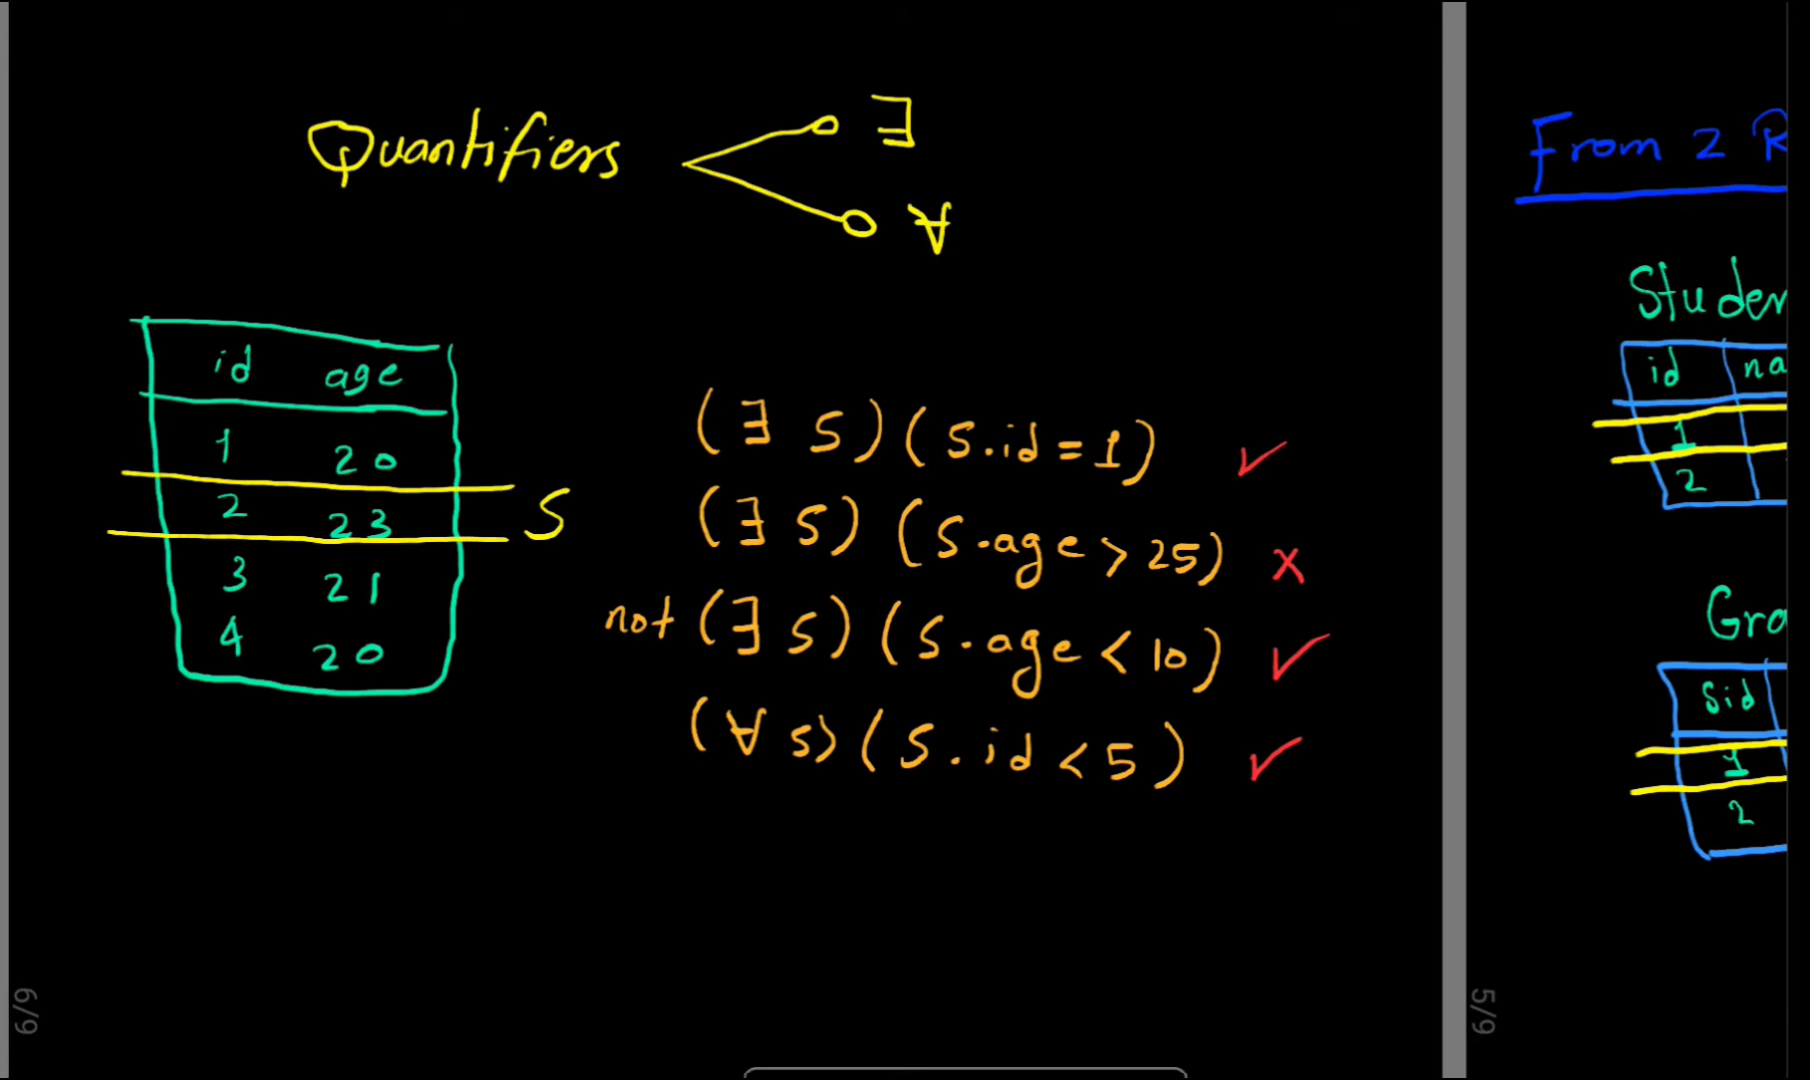 Quantifiers ∃
∀
id age
1 20
2 23
3 21
4 20
S
(∃ S)(S.id = 1) ✓
(∃ S)(S.age > 25) x
not (∃ S)(S.age < 10) ✓
(∀ S)(S.id < 5) ✓
6/9
From 2 R
Studen
id na
1
2
Gra
Sid
1
2
5/9